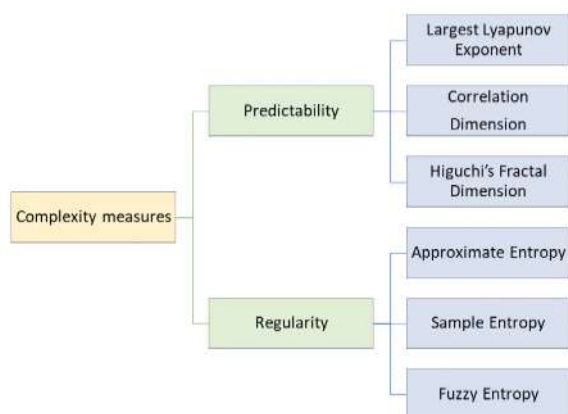 Largest Lyapunov
Exponent
Predictability
Correlation
Dimension
Higuchi's Fractal
Dimension
Complexity measures
Approximate Entropy
Regularity
Sample Entropy
Fuzzy Entropy